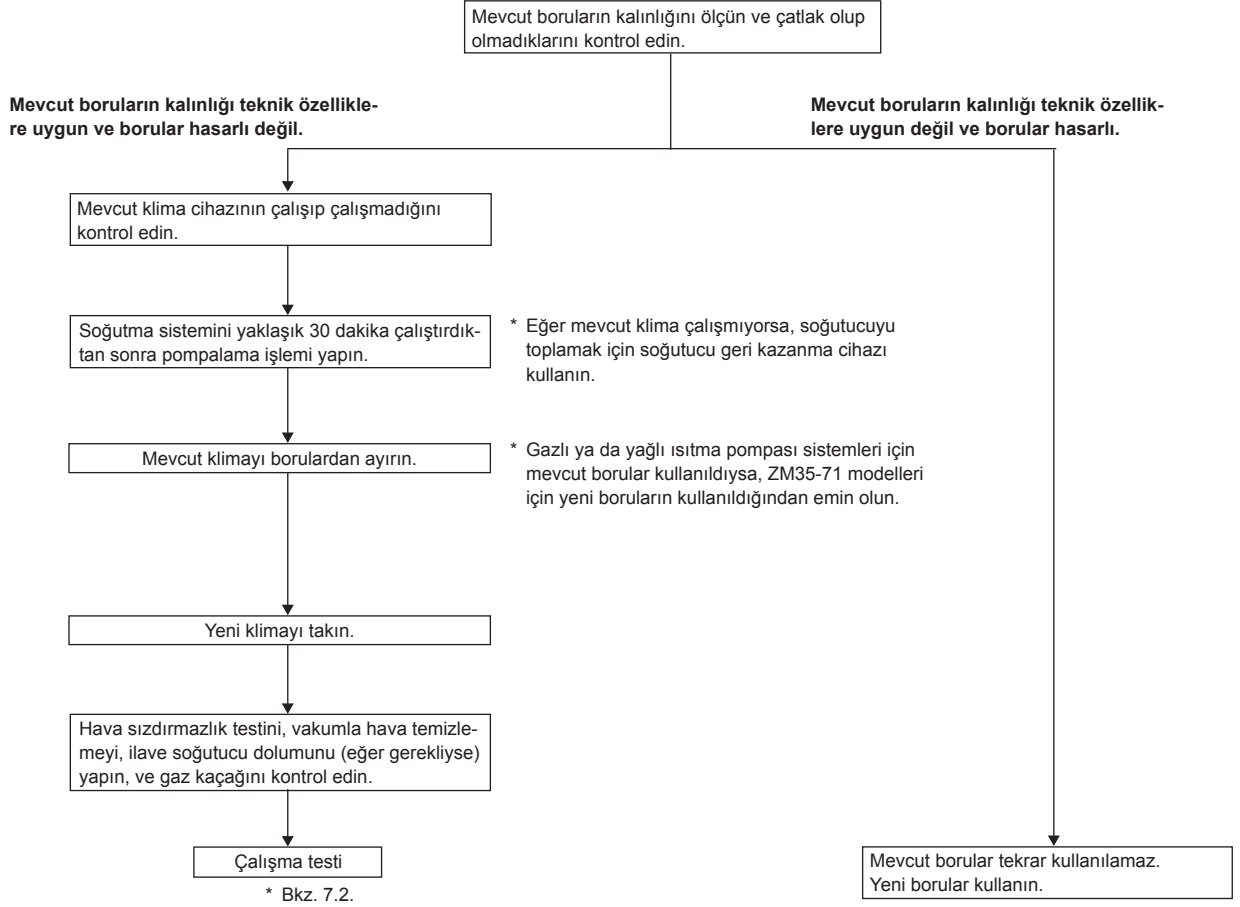 Mevcut boruların kalınlığını ölçün ve çatlak olup
olmadıklarını kontrol edin.
Mevcut boruların kalınlığı teknik özellikle-
re uygun ve borular hasarlı değil.
Mevcut boruların kalınlığı teknik özellik-
lere uygun değil ve borular hasarlı.
Mevcut klima cihazının çalışıp çalışmadığını
kontrol edin.
Soğutma sistemini yaklaşık 30 dakika çalıştırdık-
tan sonra pompalama işlemi yapın.
* Eğer mevcut klima çalışmıyorsa, soğutucuyu
toplamak için soğutucu geri kazanma cihazı
kullanın.
Mevcut klimayı borulardan ayırın.
* Gazlı ya da yağlı ısıtma pompası sistemleri için
mevcut borular kullanıldıysa, ZM35-71 modelleri
için yeni boruların kullanıldığından emin olun.
Yeni klimayı takın.
Hava sızdırmazlık testini, vakumla hava temizle-
meyi, ilave soğutucu dolumunu (eğer gerekliyse)
yapın, ve gaz kaçağını kontrol edin.
Çalışma testi
* Bkz. 7.2.
Mevcut borular tekrar kullanılamaz.
Yeni borular kullanın.